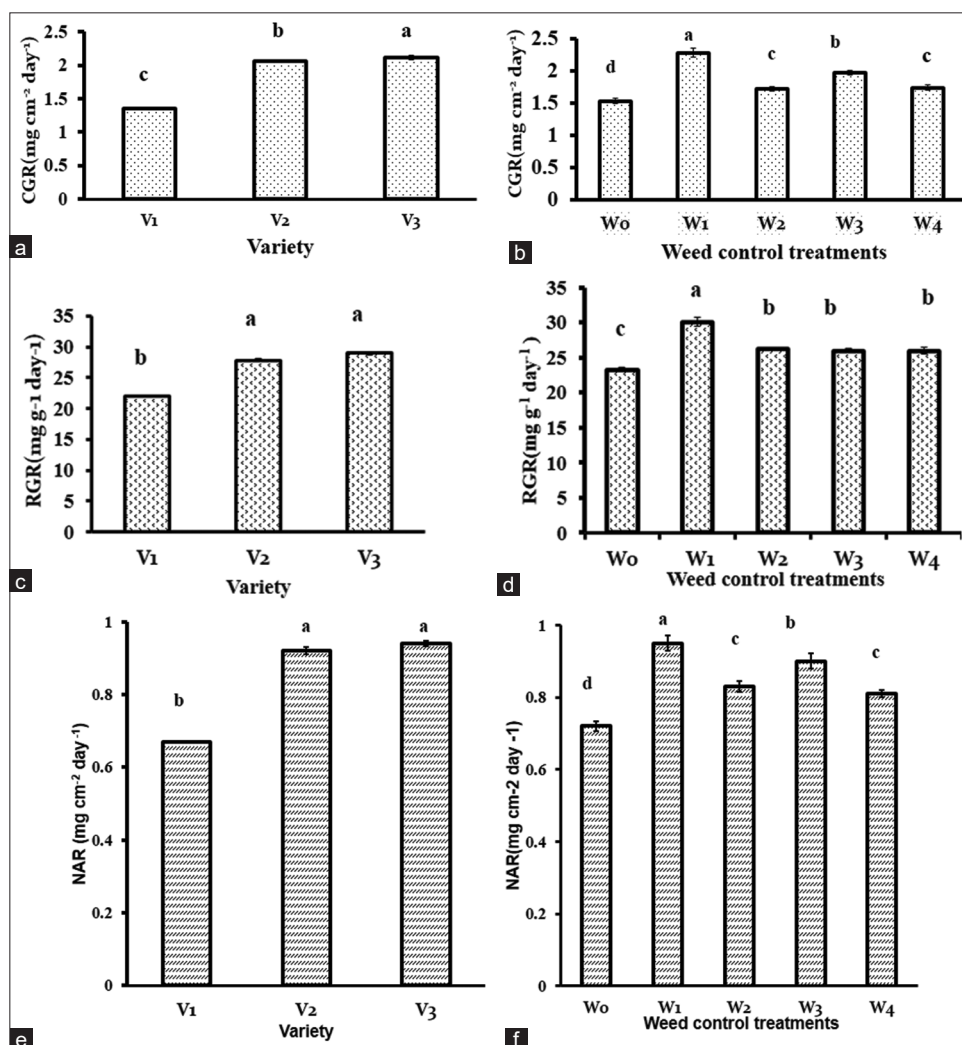 CGR(mg cm⁻² day⁻¹)
2.5
2
1.5
1
0.5
0
c
b
a
V1
V2
V3
Variety
a
CGR(mg cm⁻² day⁻¹)
2.5
2
1.5
1
0.5
0
d
a
c
b
c
W0
W1
W2
W3
W4
Weed control treatments
b
RGR(mg g-1 day-1)
35
30
25
20
15
10
5
0
b
a
a
V1
V2
V3
Variety
c
RGR(mg g⁻¹ day⁻¹)
35
30
25
20
15
10
5
0
c
a
b
b
b
W0
W1
W2
W3
W4
Weed control treatments
d
NAR (mg cm⁻² day ⁻¹)
1
0.8
0.6
0.4
0.2
0
b
a
a
V1
V2
V3
Variety
e
NAR(mg cm-2 day -1)
1
0.8
0.6
0.4
0.2
0
d
a
c
b
c
W0
W1
W2
W3
W4
Weed control treatments
f